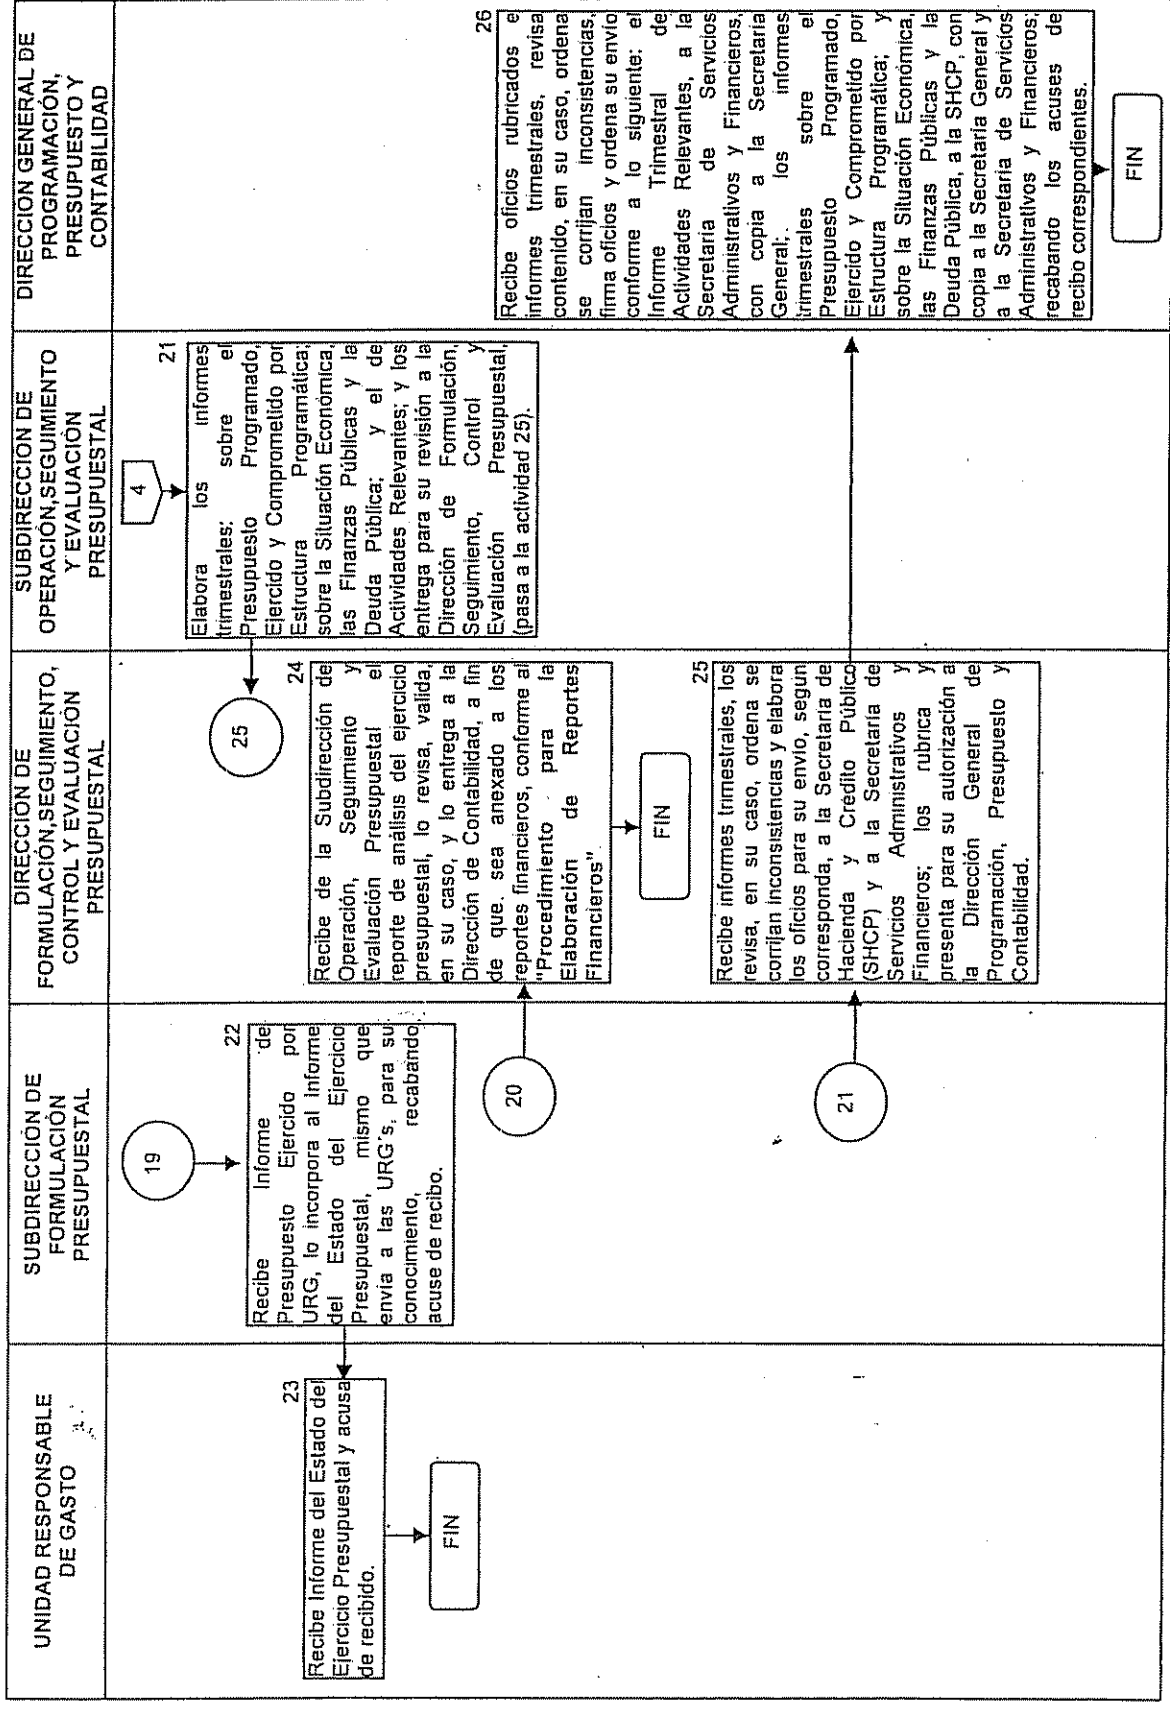 UNIDAD RESPONSABLE
DE GASTO
SUBDIRECCIÓN DE
FORMULACIÓN
PRESUPUESTAL
DIRECCIÓN DE
FORMULACIÓN,SEGUIMIENTO,
CONTROL Y EVALUACIÓN
PRESUPUESTAL
SUBDIRECCION DE
OPERACIÓN,SEGUIMIENTO
Y EVALUACIÓN
PRESUPUESTAL
DIRECCION GENERAL DE
PROGRAMACIÓN,
PRESUPUESTO Y
CONTABILIDAD
23
Recibe Informe del Estado del
Ejercicio Presupuestal y acusa
de recibido.
FIN
19
22
Recibe Informe de
Presupuesto Ejercido por
URG, lo incorpora al Informe
del Estado del Ejercicio
Presupuestal, mismo que
envía a las URG's, para su
conocimiento, recabando
acuse de recibo.
20
21
25
24
Recibe de la Subdirección de
Operación, Seguimiento y
Evaluación Presupuestal el
reporte de análisis del ejercicio
presupuestal, lo revisa, valida,
en su caso, y lo entrega a la
Dirección de Contabilidad, a fin
de que. sea anexado a los
reportes financieros, conforme al
"Procedimiento para la
Elaboración de Reportes
Financieros"
FIN
25
Recibe informes trimestrales, los
revisa, en su caso, ordena se
corrijan inconsistencias y elabora
los oficios para su envío, según
corresponda, a la Secretaría de
Hacienda y Crédito Público
(SHCP) y a la Secretaría de
Servicios Administrativos y
Financieros; los rubrica y
presenta para su autorización a
la Dirección General de
Programación, Presupuesto y
Contabilidad.
4
21
Elabora los informes
trimestrales: sobre el
Presupuesto Programado,
Ejercido y Comprometido por
Estructura Programática;
sobre la Situación Económica,
las Finanzas Públicas y la
Deuda Pública; y el de
Actividades Relevantes; y los
entrega para su revisión a la
Dirección de Formulación,
Seguimiento, Control y
Evaluación Presupuestal,
(pasa a la actividad 25).
26
Recibe oficios rubricados e
informes trimestrales, revisa
contenido, en su caso, ordena
se corrijan inconsistencias,
firma oficios y ordena su envío
conforme a lo siguiente: el
Informe Trimestral de
Actividades Relevantes, a la
Secretaria de Servicios
Administrativos y Financieros,
con copia a la Secretaría
General; los informes
trimestrales sobre el
Presupuesto Programado,
Ejercido y Comprometido por
Estructura Programática; y
sobre la Situación Económica,
las Finanzas Públicas y la
Deuda Pública, a la SHCP, con
copia a la Secretaría General y
a la Secretaría de Servicios
Administrativos y Financieros;
recabando los acuses de
recibo correspondientes.
FIN